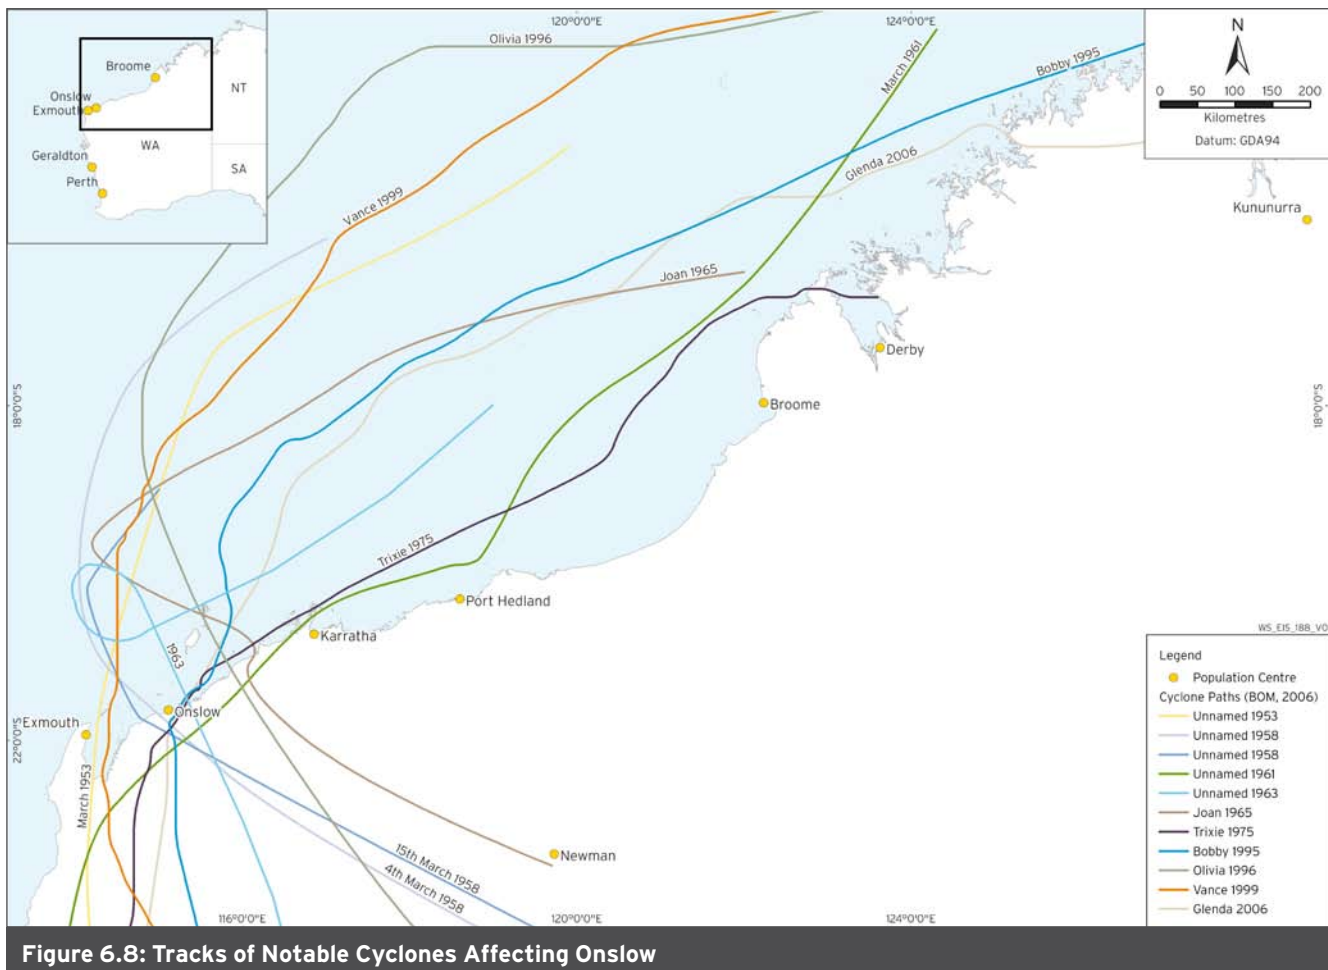 120°0'0"E
124°0'0"E
Broome
Onslow
Exmouth
NT
WA
Geraldton
SA
Perth
Olivia 1996
March 1961
Bobby 1995
N
0 50 100 150 200
Kilometres
Datum: GDA94
Vance 1999
Glenda 2006
Kununurra
Joan 1965
Derby
18°0'0"S
Broome
18°0'0"S
Trixie 1975
Port Hedland
Karratha
1963
Onslow
Exmouth
22°0'0"S
March 1953
15th March 1958
4th March 1958
Newman
116°0'0"E
120°0'0"E
124°0'0"E
WS_EIS_188_V0
Legend
Population Centre
Cyclone Paths (BOM, 2006)
Unnamed 1953
Unnamed 1958
Unnamed 1958
Unnamed 1961
Unnamed 1963
Joan 1965
Trixie 1975
Bobby 1995
Olivia 1996
Vance 1999
Glenda 2006
Figure 6.8: Tracks of Notable Cyclones Affecting Onslow